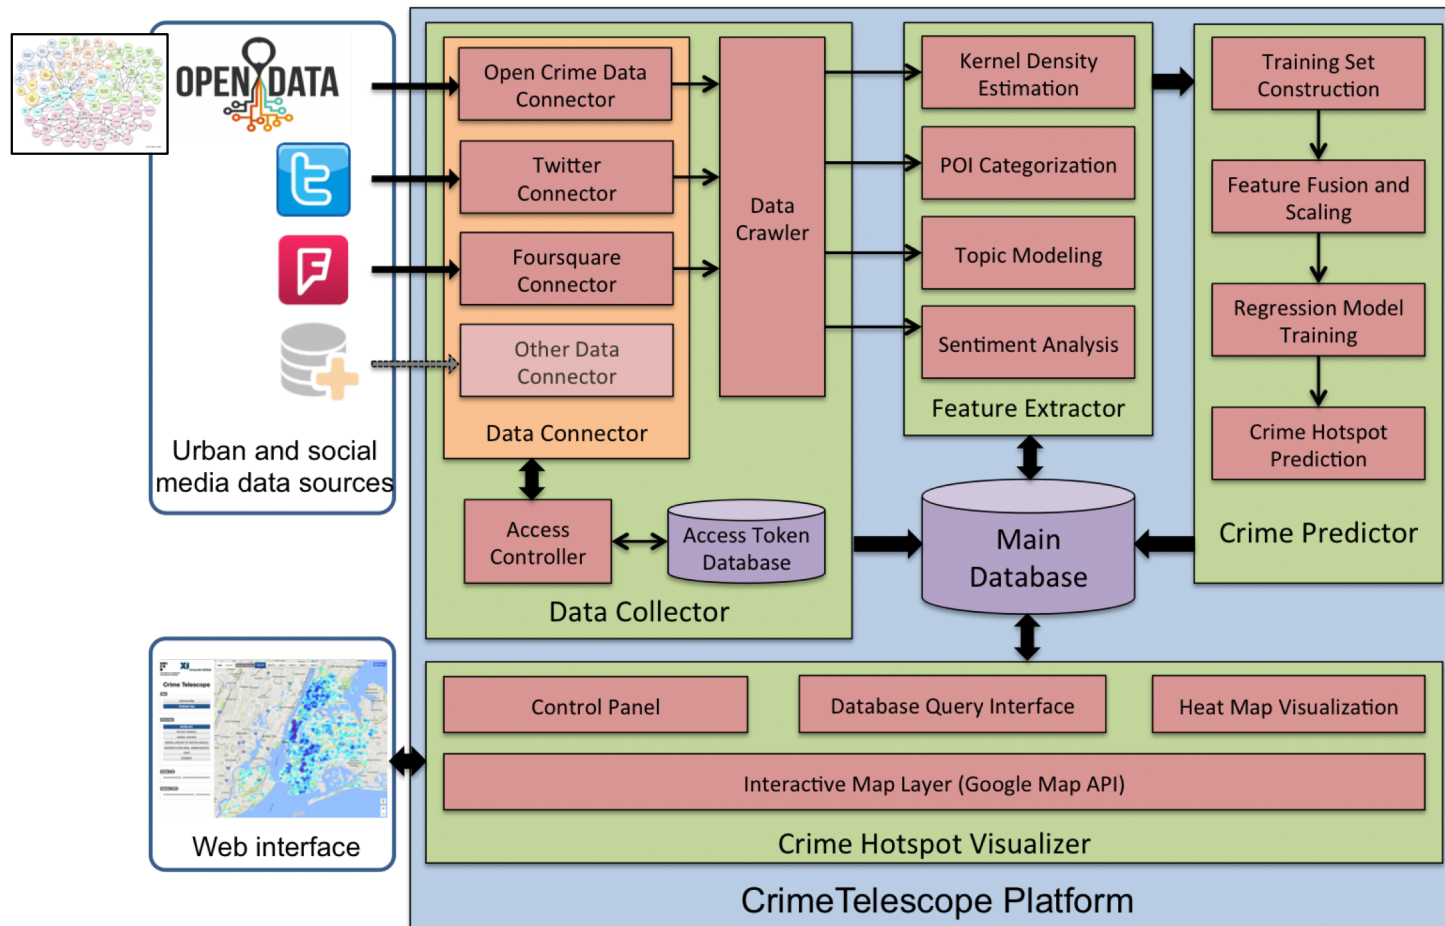 OPEN DATA
Urban and social
media data sources
Open Crime Data
Connector
Twitter
Connector
Foursquare
Connector
Other Data
Connector
Data Connector
Data
Crawler
Access
Controller
Access Token
Database
Data Collector
Kernel Density
Estimation
POI Categorization
Topic Modeling
Sentiment Analysis
Feature Extractor
Training Set
Construction
Feature Fusion and
Scaling
Regression Model
Training
Crime Hotspot
Prediction
Crime Predictor
Main
Database
Crime Telescope
Web interface
Control Panel
Database Query Interface
Heat Map Visualization
Interactive Map Layer (Google Map API)
Crime Hotspot Visualizer
CrimeTelescope Platform